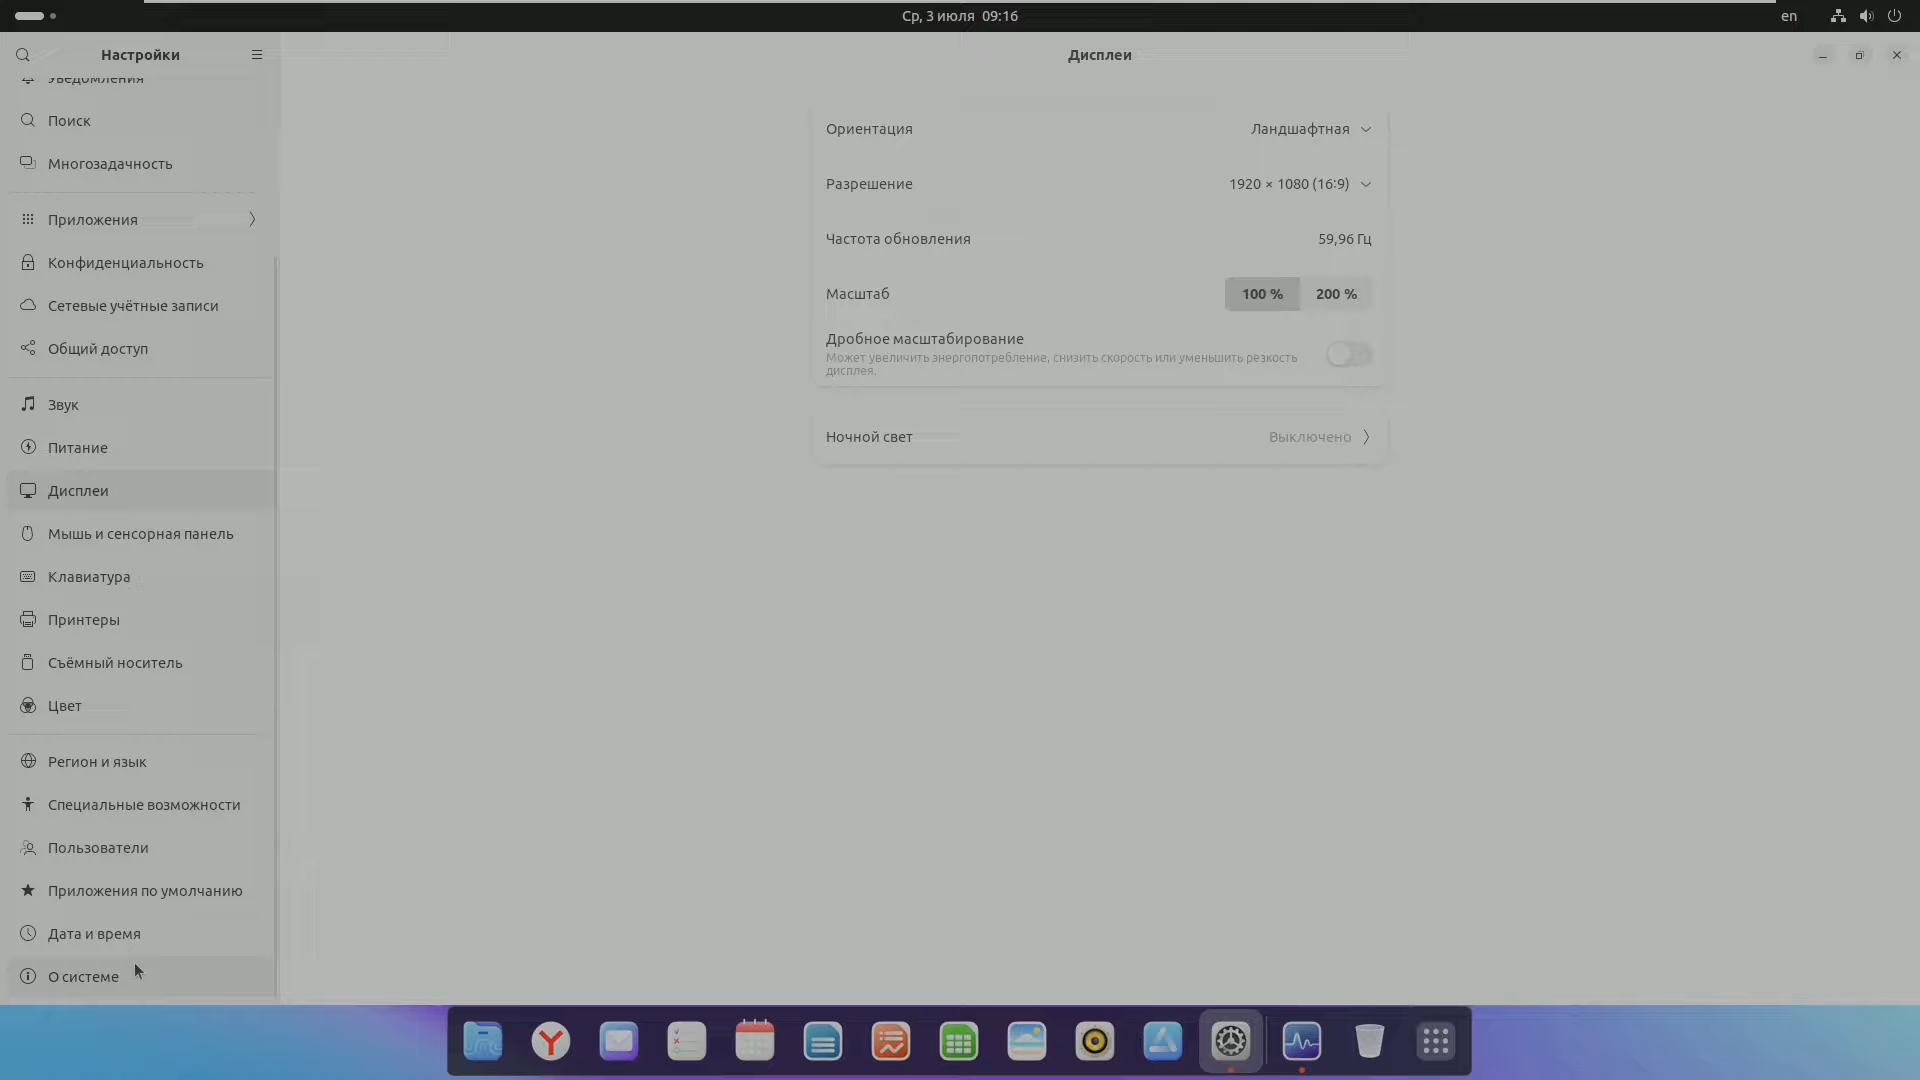 Ср, 3 июля 09:16
en
Настройки
Дисплеи
Уведомления
Поиск
Многозадачность
Приложения
Конфиденциальность
Сетевые учётные записи
Общий доступ
Звук
Питание
Дисплеи
Мышь и сенсорная панель
Клавиатура
Принтеры
Съёмный носитель
Цвет
Регион и язык
Специальные возможности
Пользователи
Приложения по умолчанию
Дата и время
О системе
Ориентация
Ландшафтная
Разрешение
1920 × 1080 (16∶9)
Частота обновления
59,96 Гц
Масштаб
100 %
200 %
Дробное масштабирование
Может увеличить энергопотребление, снизить скорость или уменьшить резкость
дисплея.
Ночной свет
Выключено